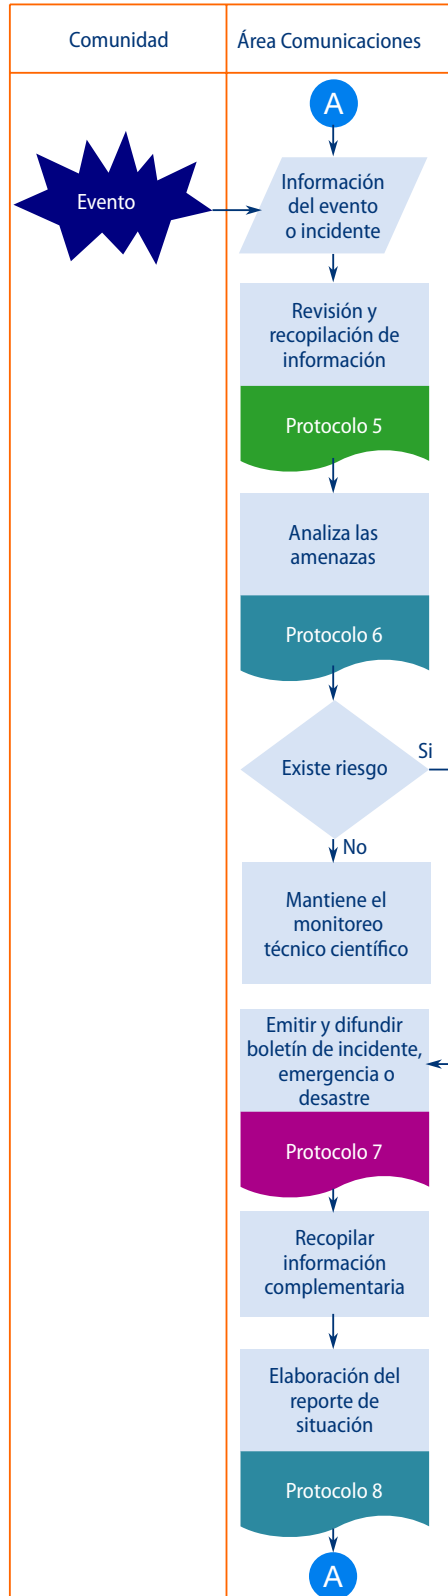 Comunidad
Área Comunicaciones
A
Evento
Información
del evento
o incidente
Revisión y
recopilación de
información
Protocolo 5
Analiza las
amenazas
Protocolo 6
Existe riesgo
Si
No
Mantiene el
monitoreo
técnico científico
Emitir y difundir
boletín de incidente,
emergencia o
desastre
Protocolo 7
Recopilar
información
complementaria
Elaboración del
reporte de
situación
Protocolo 8
A